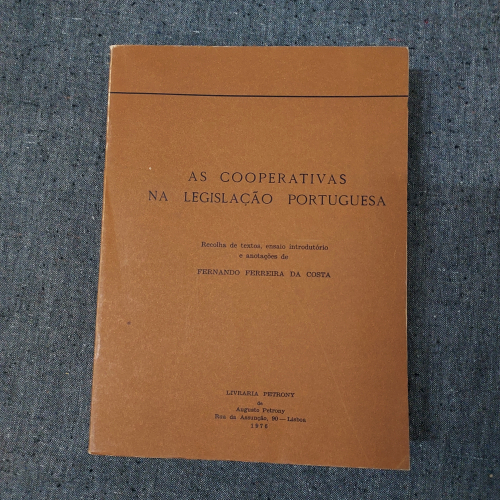 AS COOPERATIVAS
NA LEGISLAÇÃO PORTUGUESA
Recolha de textos, ensaio introdutório
e anotações de
FERNANDO FERREIRA DA COSTA
LIVRARIA PETRONY
de
Augusto Petrony
Rua da Assunção, 90 — Lisboa
1976